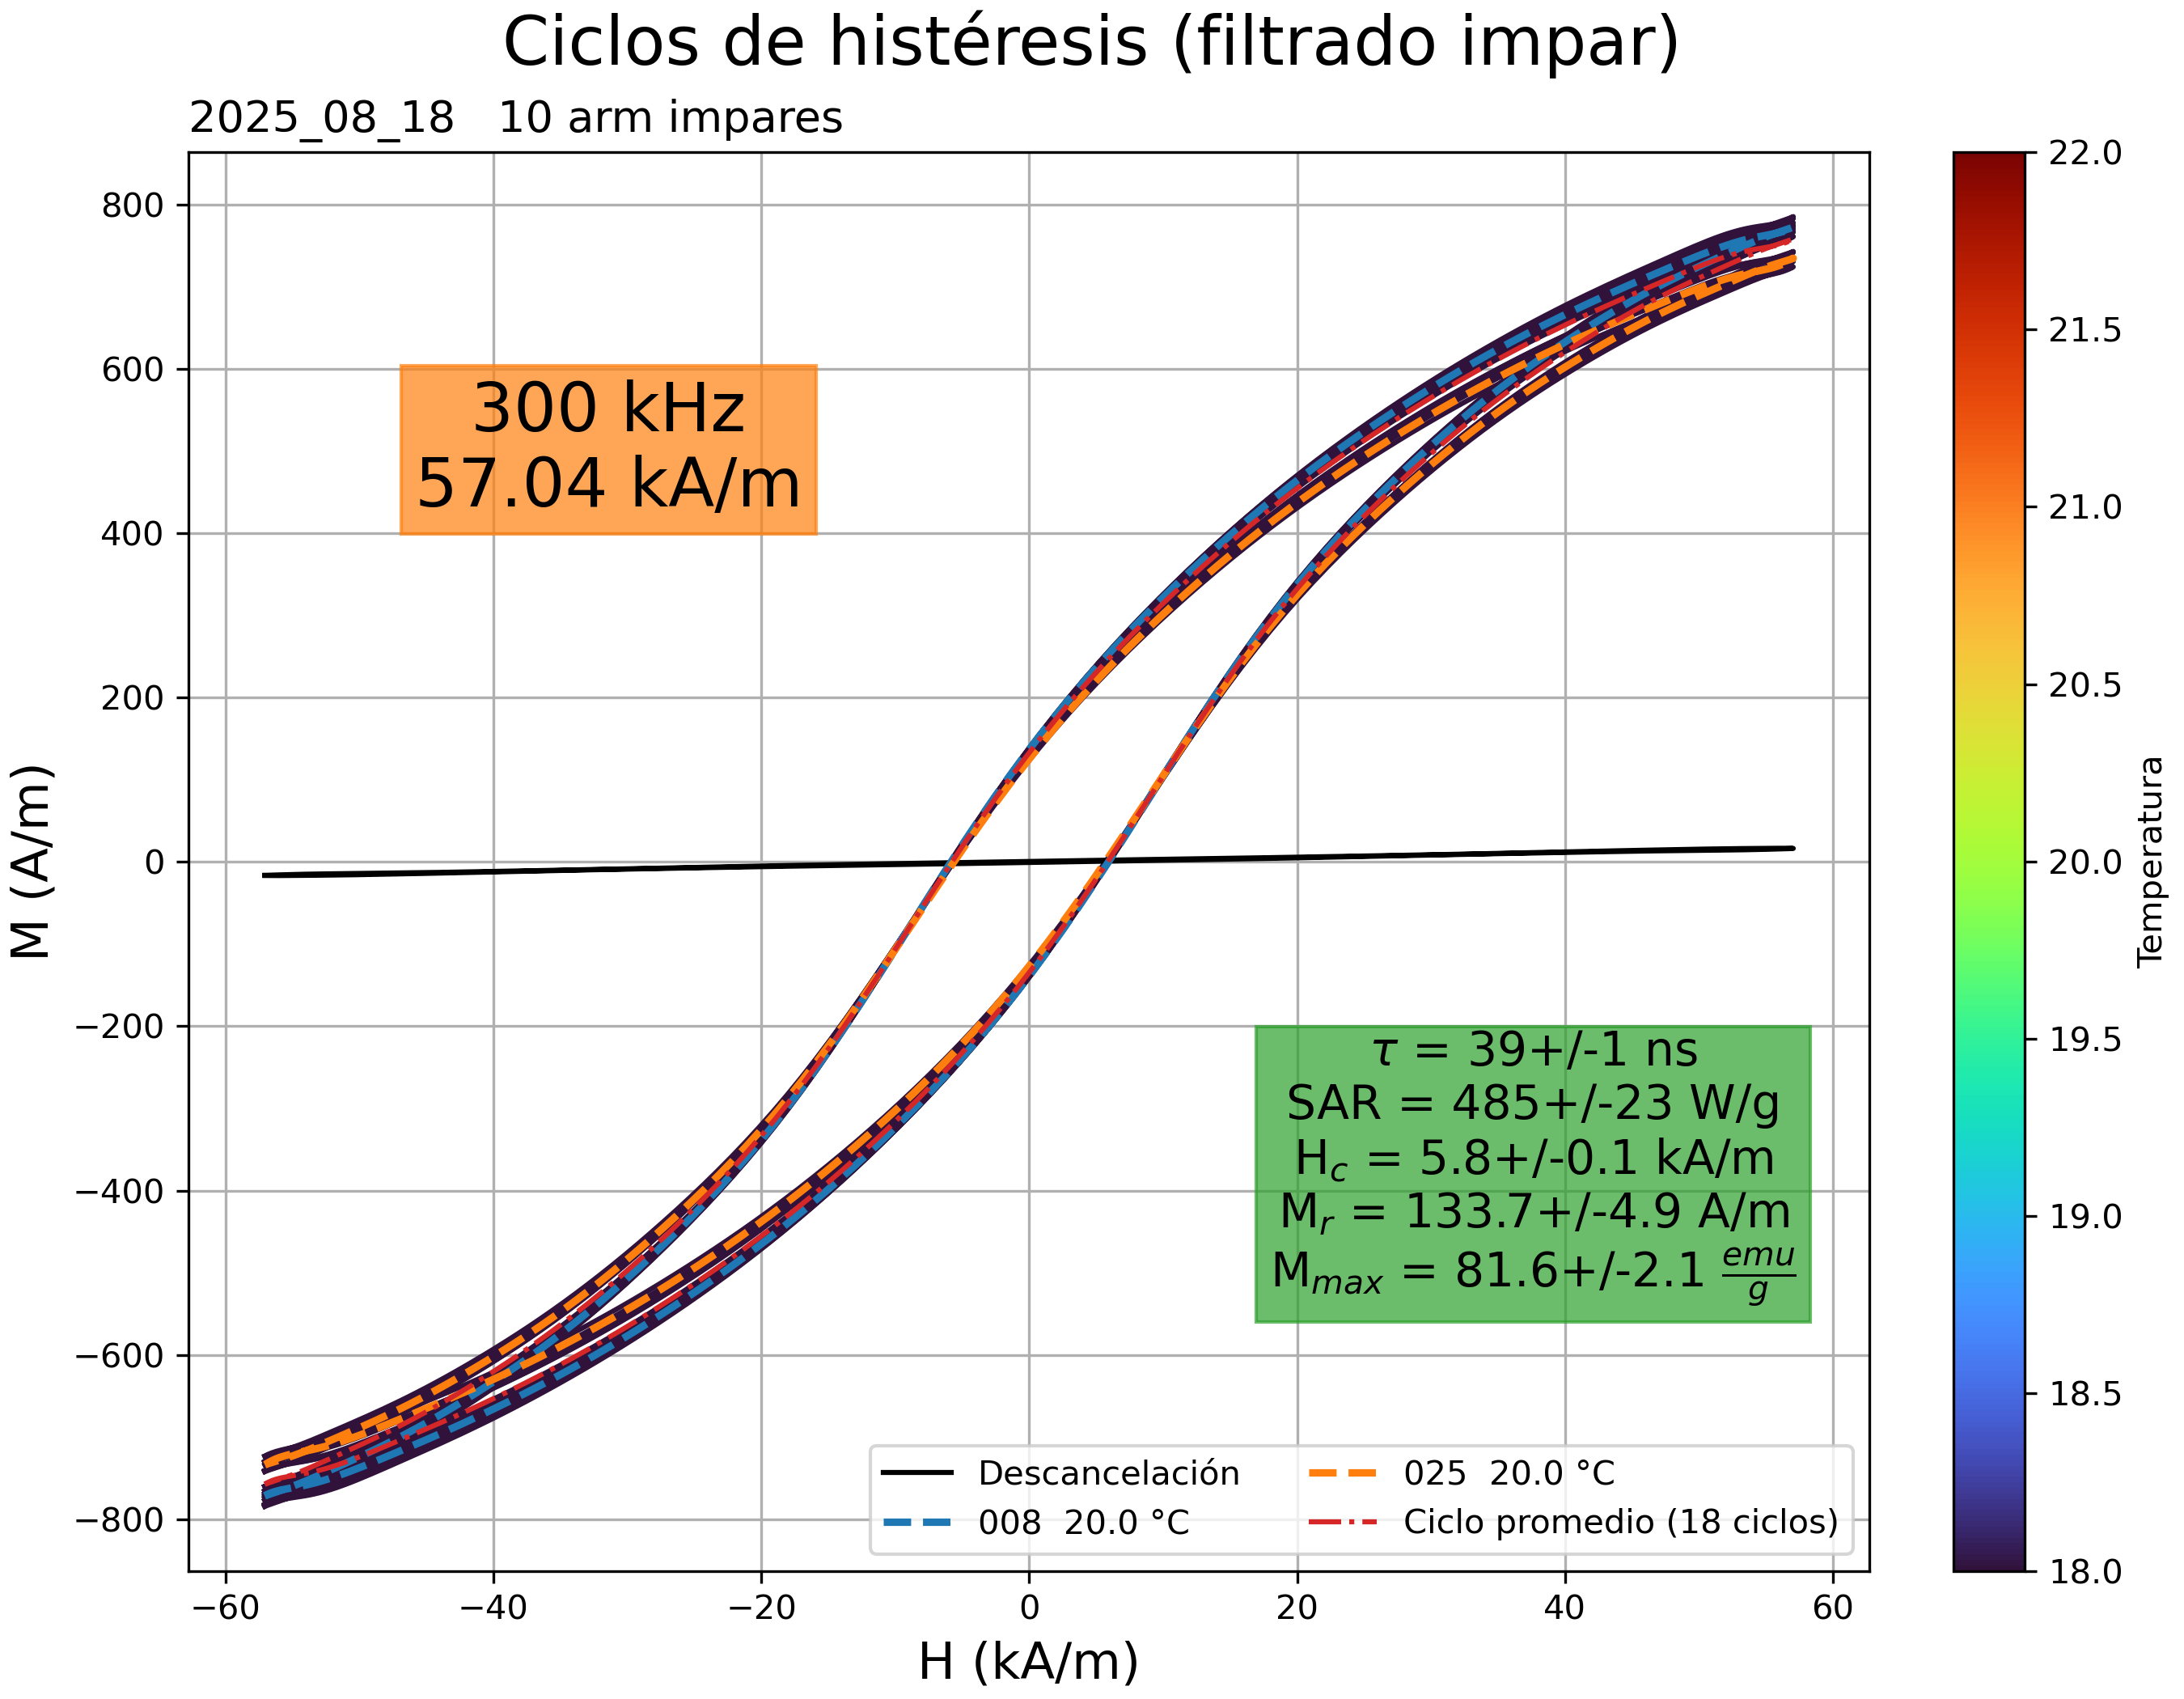 Ciclos de histéresis (filtrado impar)
2025_08_18   10 arm impares
300 kHz
57.04 kA/m
τ = 39+/-1 ns
SAR = 485+/-23 W/g
H_c = 5.8+/-0.1 kA/m
M_r = 133.7+/-4.9 A/m
M_max = 81.6+/-2.1 emu/g
Descancelación
008  20.0 °C
025  20.0 °C
Ciclo promedio (18 ciclos)
M (A/m)
800
600
400
200
0
−200
−400
−600
−800
−60 −40 −20 0 20 40 60
H (kA/m)
22.0
21.5
21.0
20.5
20.0
19.5
19.0
18.5
18.0
Temperatura